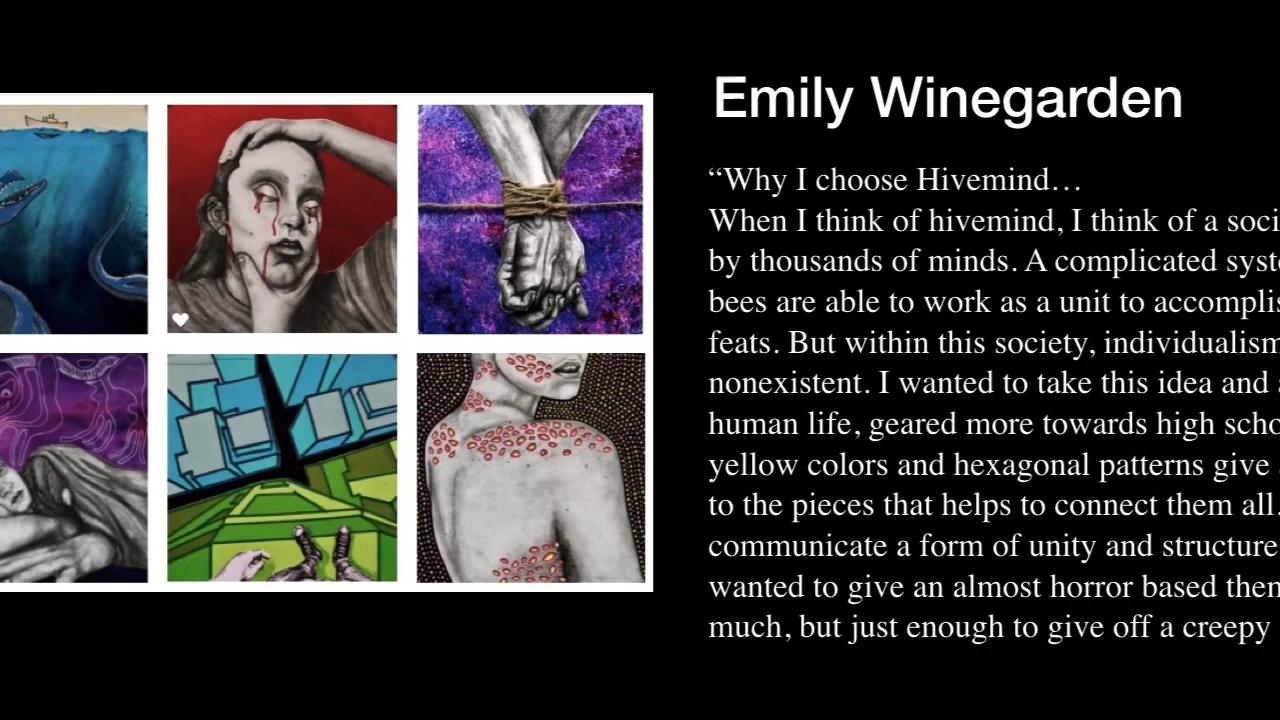 Emily Winegarden
“Why I choose Hivemind…
When I think of hivemind, I think of a soci
by thousands of minds. A complicated syst
bees are able to work as a unit to accomplis
feats. But within this society, individualism
nonexistent. I wanted to take this idea and
human life, geared more towards high scho
yellow colors and hexagonal patterns give
to the pieces that helps to connect them all.
communicate a form of unity and structure
wanted to give an almost horror based them
much, but just enough to give off a creepy